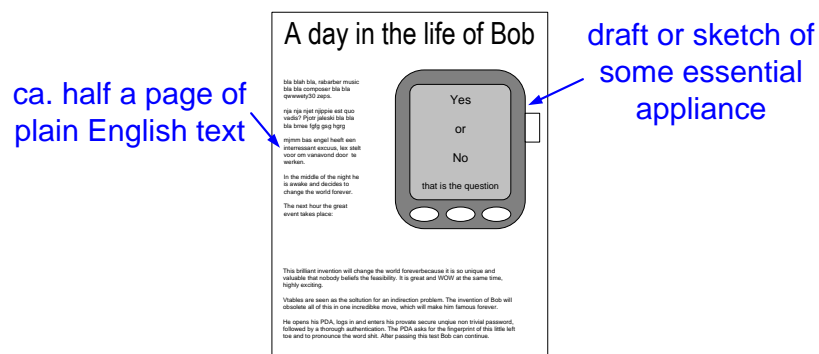 A day in the life of Bob
ca. half a page of
plain English text
draft or sketch of
some essential
appliance
bla blah bla, rabarber music
bla bla composer bla bla
qwwwety30 zeps.
nja nja njet njippie est quo
vadis? Pjotr jaleski bla bla
bla brree fgfg gsg hgrg
mjmm bas engel heeft een
interressant excuus, lex stelt
voor om vanavond door te
werken.
In the middle of the night he
is awake and decides to
change the world forever.
The next hour the great
event takes place:
Yes
or
No
that is the question
This brilliant invention will change the world foreverbecause it is so unique and
valuable that nobody beliefs the feasibility. It is great and WOW at the same time,
highly exciting.
Vtables are seen as the soltution for an indirection problem. The invention of Bob will
obsolete all of this in one incredibke move, which will make him famous forever.
He opens his PDA, logs in and enters his provate secure unqiue non trivial password,
followed by a thorough authentication. The PDA asks for the fingerprint of this little left
toe and to pronounce the word shit. After passing this test Bob can continue.